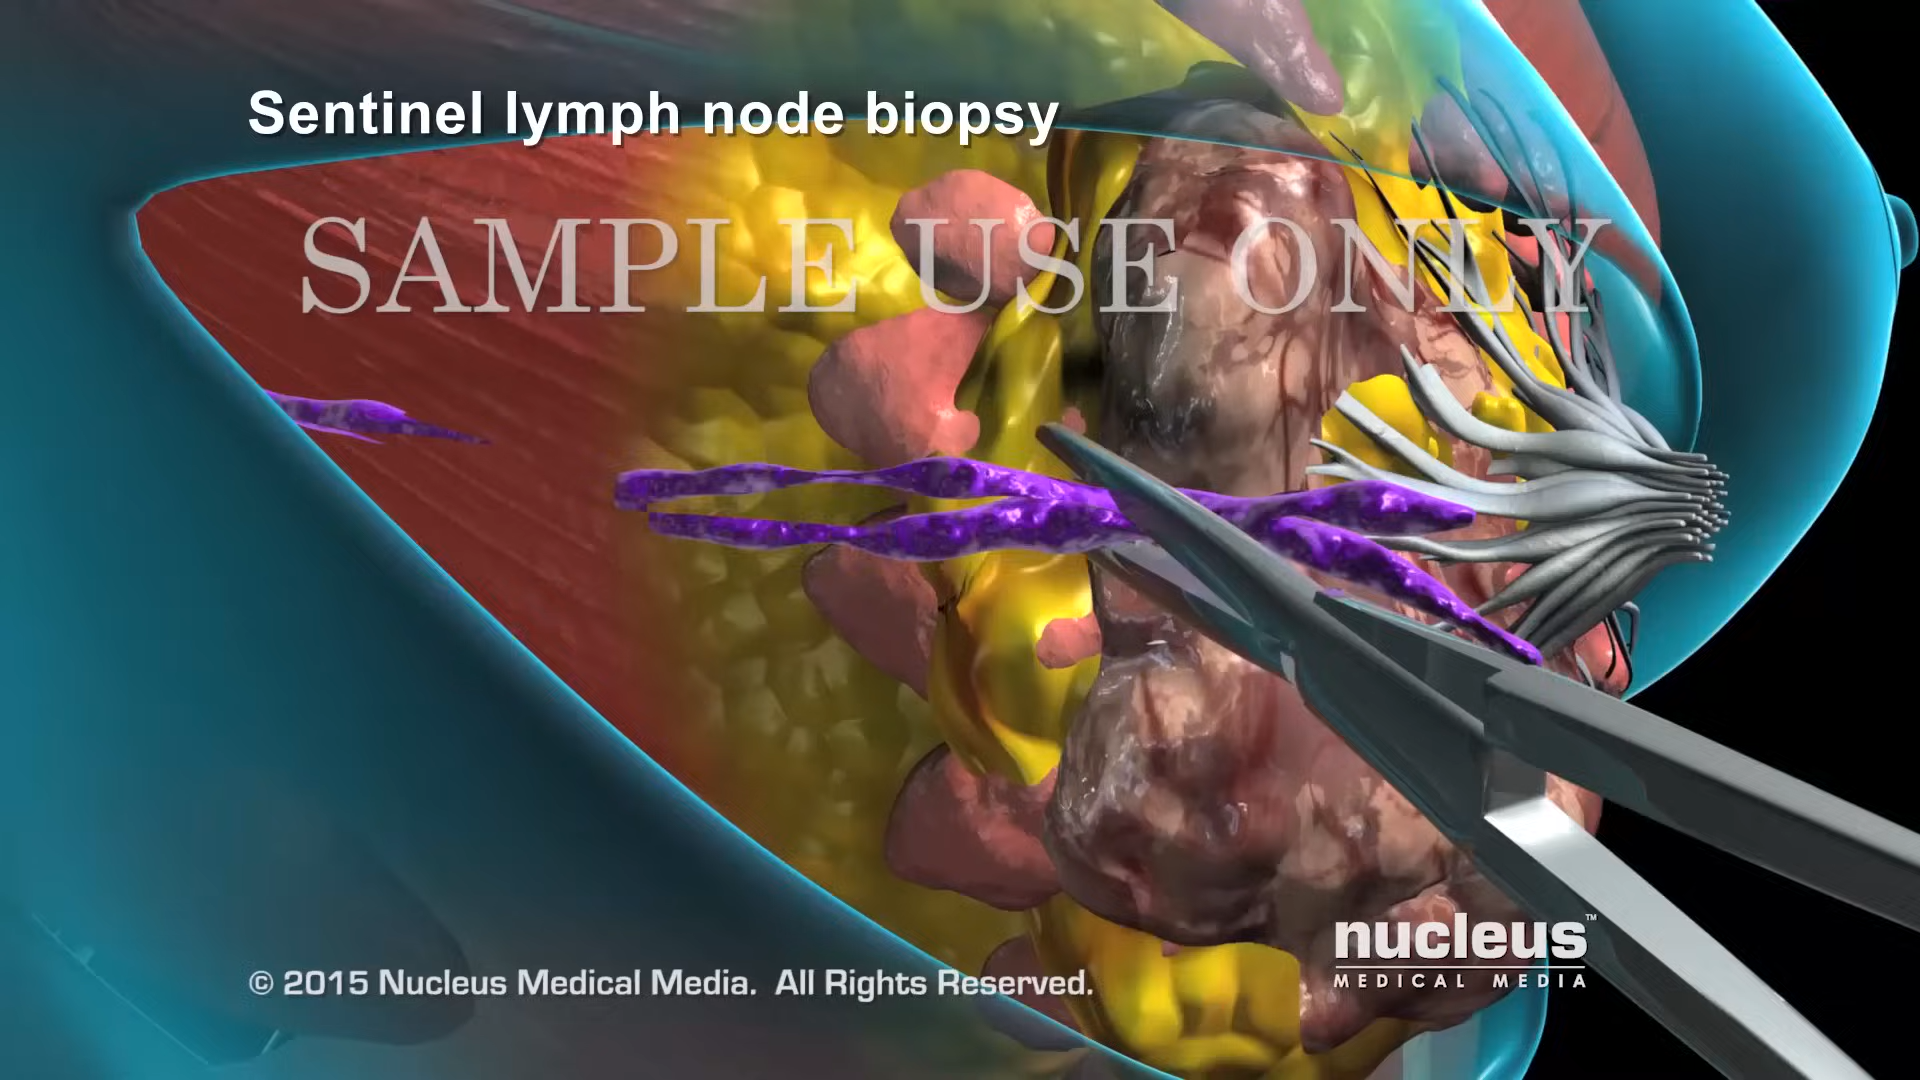 Sentinel lymph node biopsy
SAMPLE USE ONLY
nucleus™
MEDICAL MEDIA
© 2015 Nucleus Medical Media. All Rights Reserved.